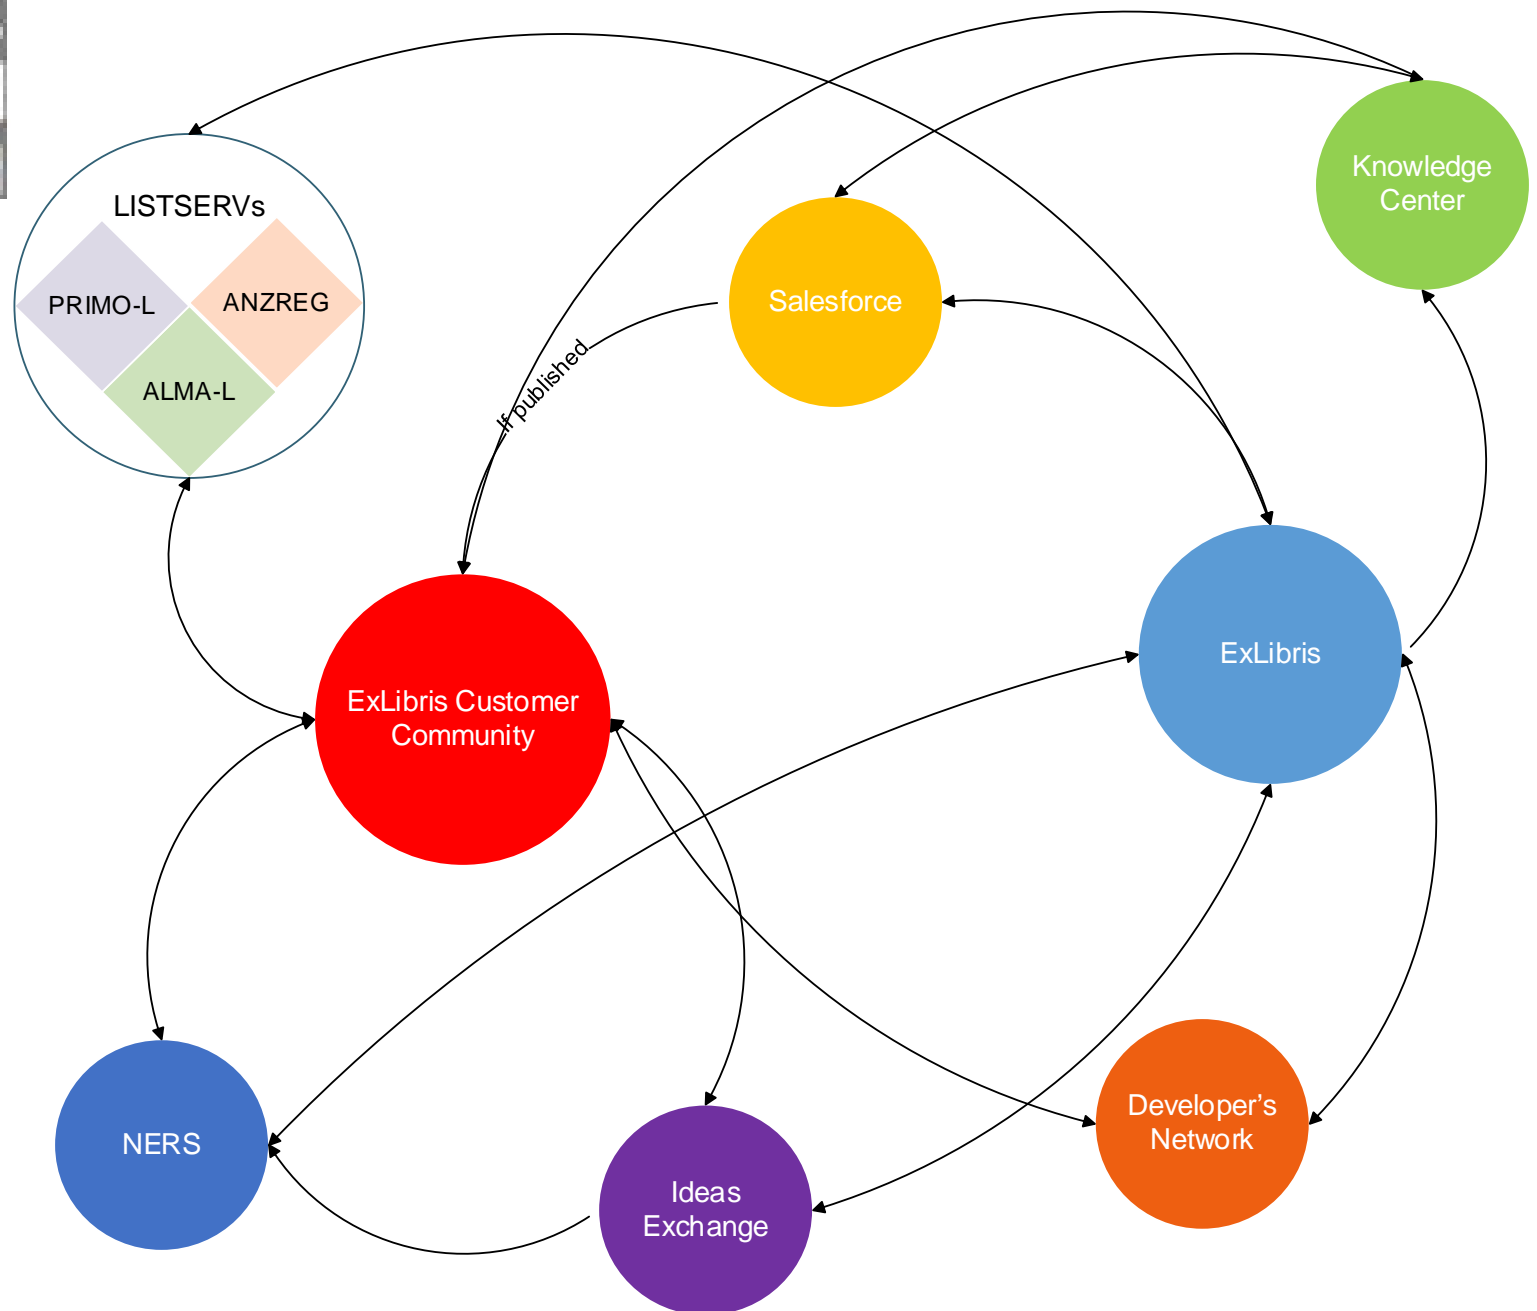 LISTSERVs
PRIMO-L
ANZREG
ALMA-L
Knowledge
Center
Salesforce
If published
ExLibris
ExLibris Customer
Community
Developer’s
Network
NERS
Ideas
Exchange